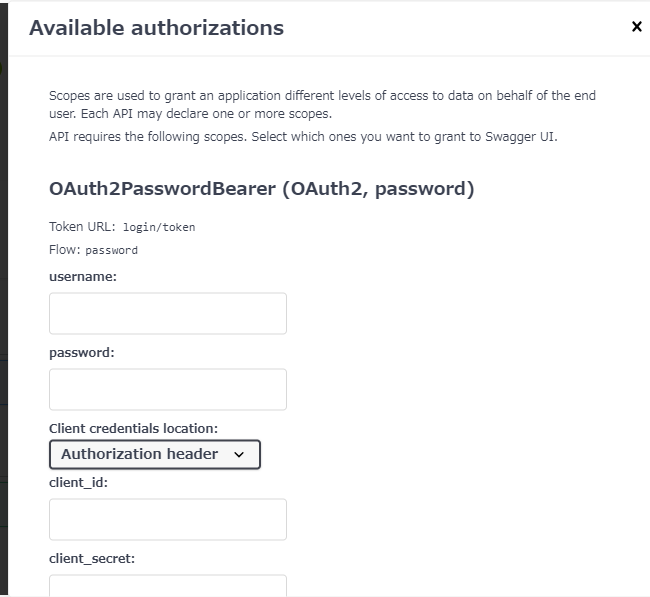 Available authorizations
Scopes are used to grant an application different levels of access to data on behalf of the end
user. Each API may declare one or more scopes.
API requires the following scopes. Select which ones you want to grant to Swagger UI.
OAuth2PasswordBearer (OAuth2, password)
Token URL: login/token
Flow: password
username:
password:
Client credentials location:
Authorization header
client_id:
client_secret: